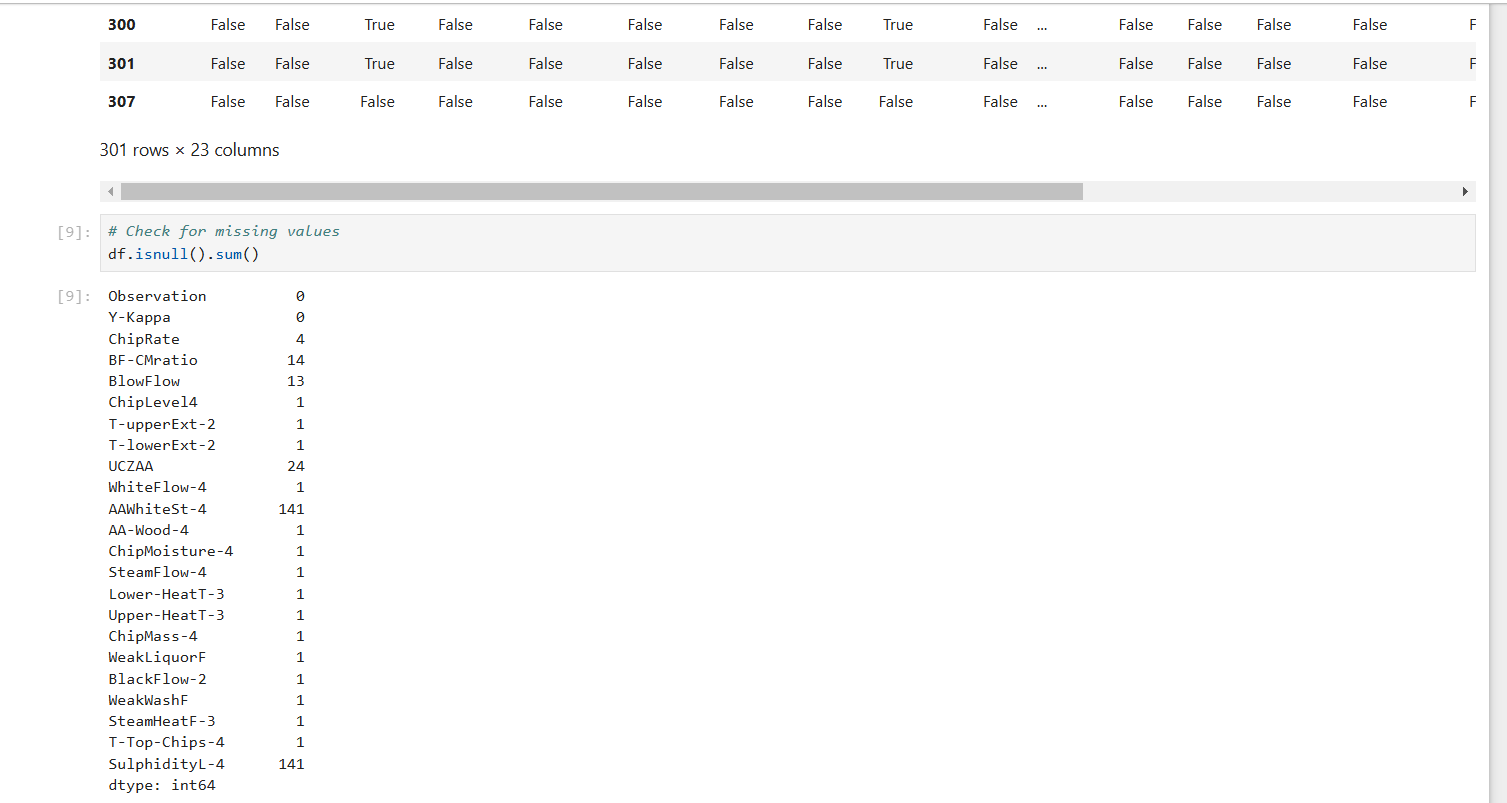 300 False False True False False False False False True False ... False False False False F
301 False False True False False False False False True False ... False False False False F
307 False False False False False False False False False False ... False False False False F
301 rows × 23 columns
[9]: # Check for missing values
df.isnull().sum()
[9]: Observation 0
Y-Kappa 0
ChipRate 4
BF-CMratio 14
BlowFlow 13
ChipLevel4 1
T-upperExt-2 1
T-lowerExt-2 1
UCZAA 24
WhiteFlow-4 1
AAWhiteSt-4 141
AA-Wood-4 1
ChipMoisture-4 1
SteamFlow-4 1
Lower-HeatT-3 1
Upper-HeatT-3 1
ChipMass-4 1
WeakLiquorF 1
BlackFlow-2 1
WeakWashF 1
SteamHeatF-3 1
T-Top-Chips-4 1
SulphidityL-4 141
dtype: int64